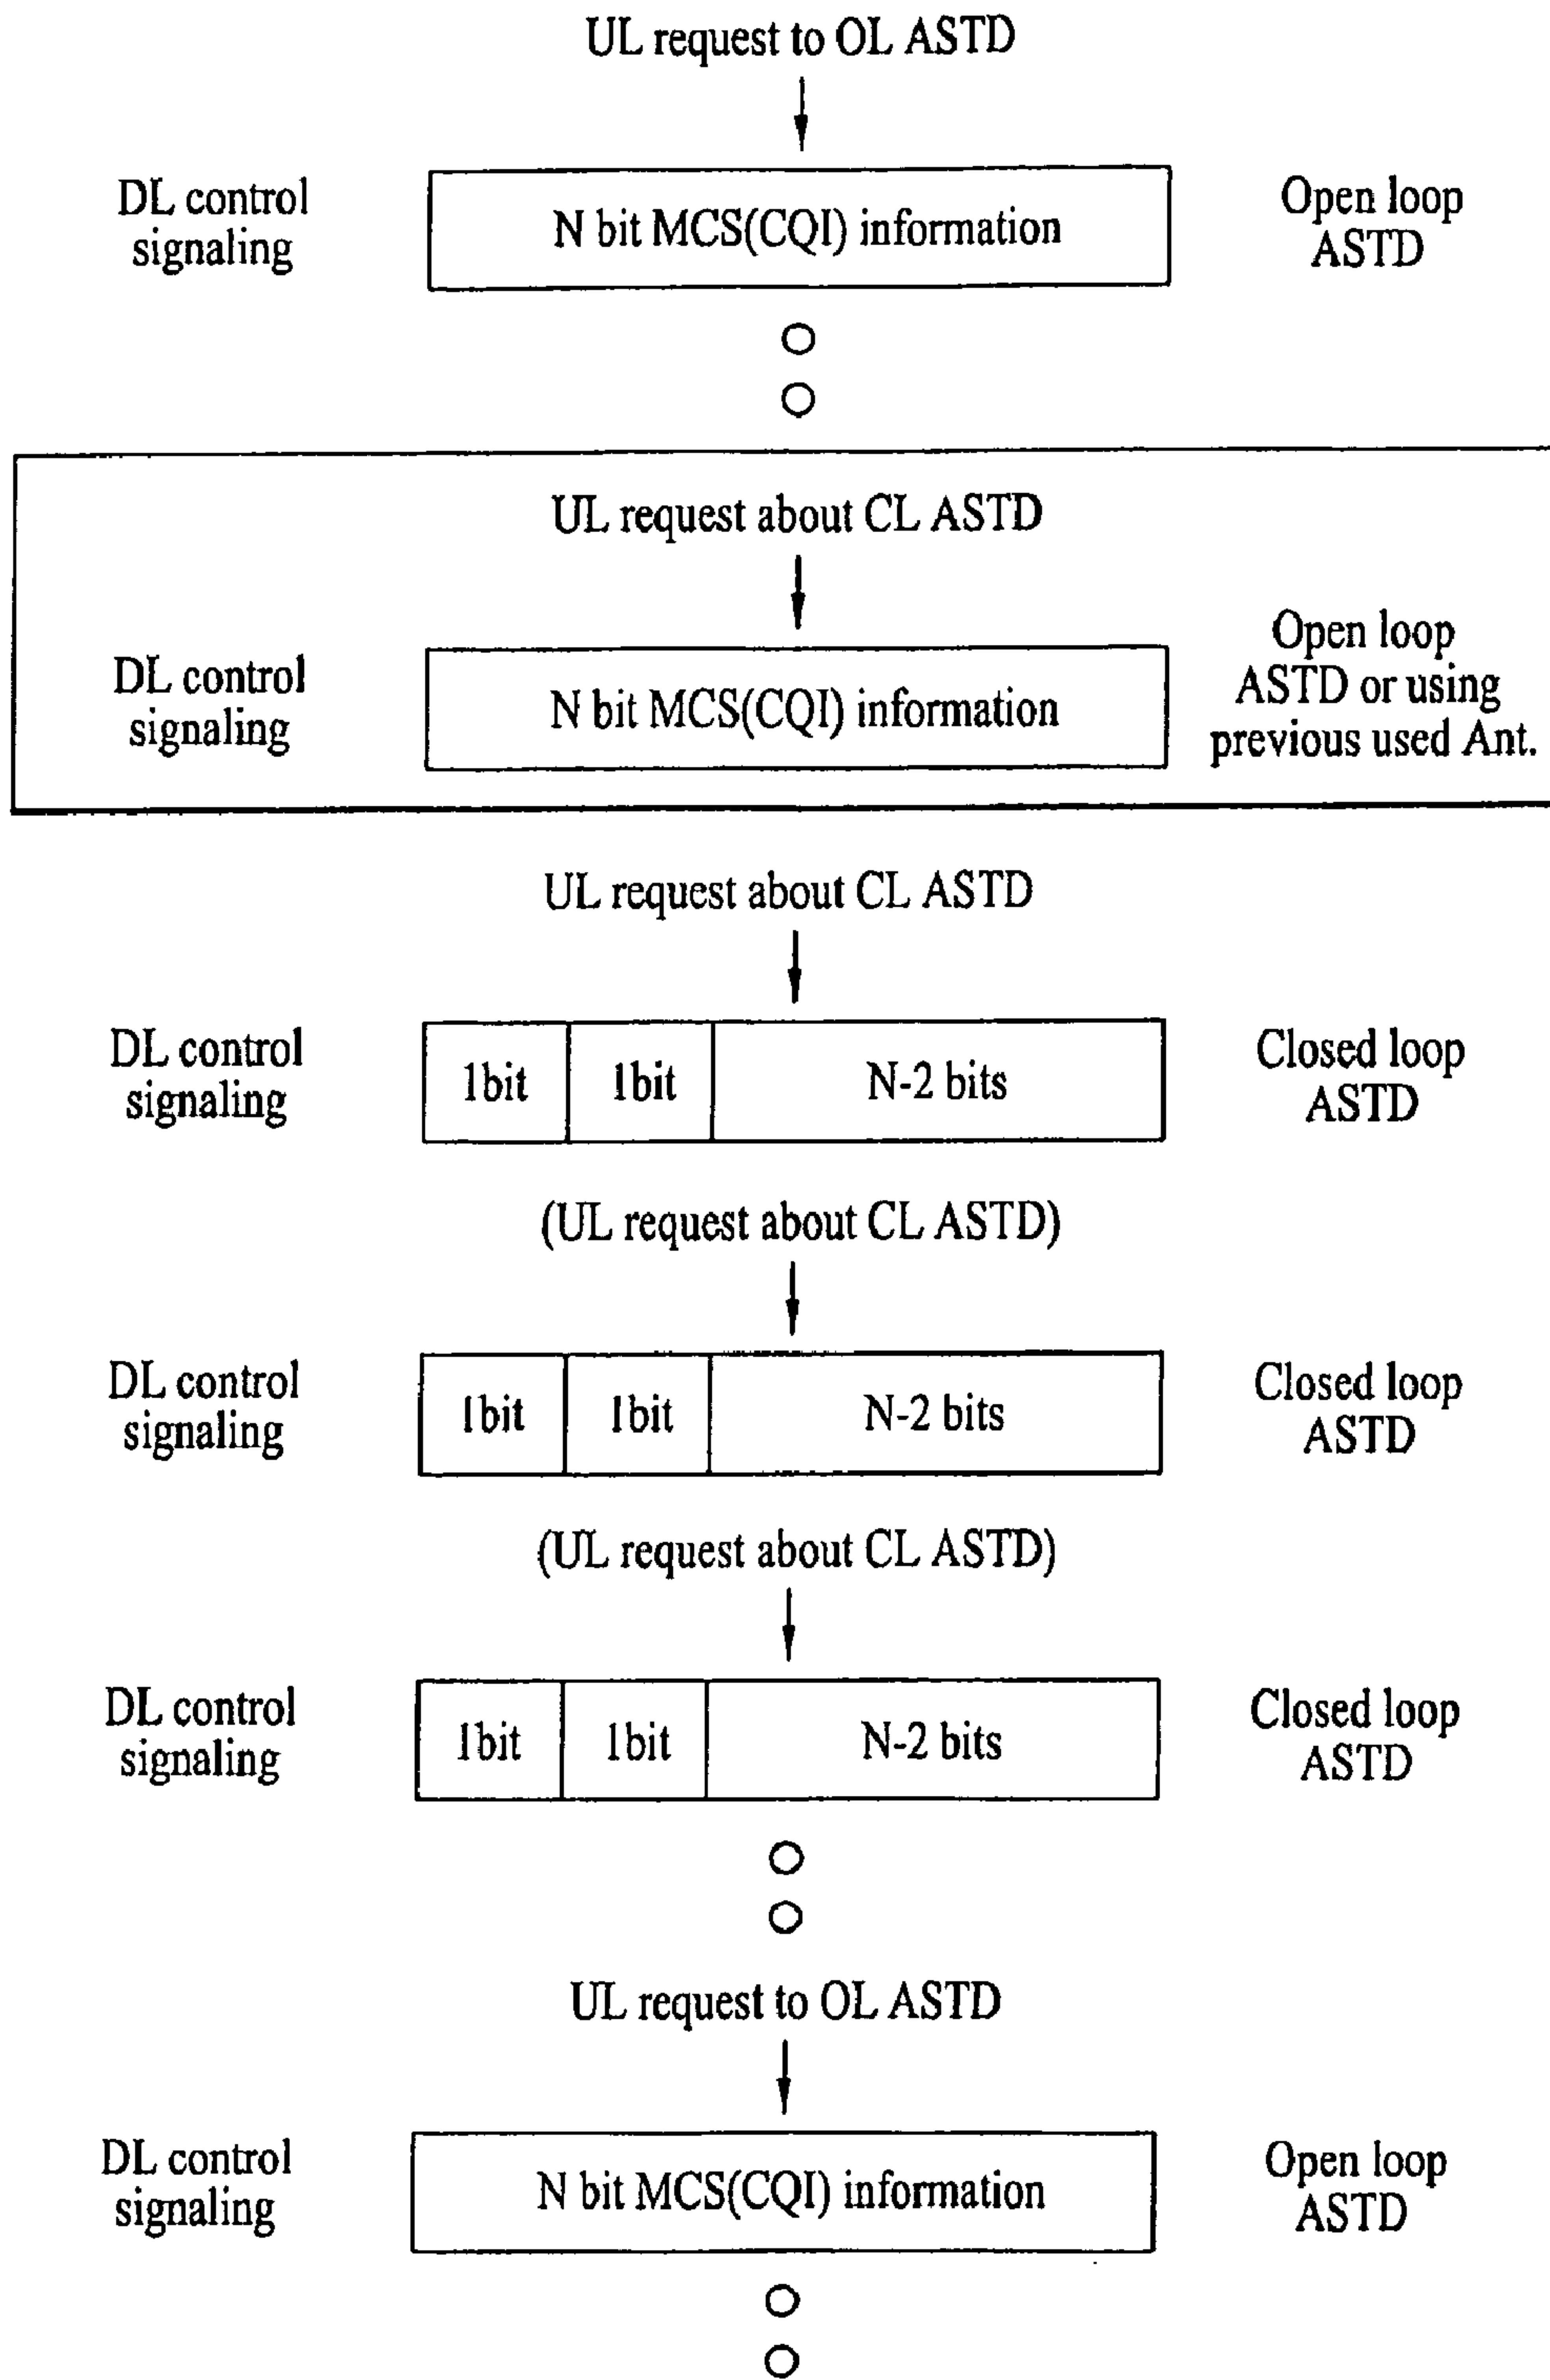 UL request to OL ASTD
DL control
signaling
N bit MCS(CQI) information
Open loop
ASTD
UL request about CL ASTD
DL control
signaling
N bit MCS(CQI) information
Open loop
ASTD or using
previous used Ant.
UL request about CL ASTD
DL control
signaling
1bit
1bit
N-2 bits
Closed loop
ASTD
(UL request about CL ASTD)
DL control
signaling
1bit
1bit
N-2 bits
Closed loop
ASTD
(UL request about CL ASTD)
DL control
signaling
1bit
1bit
N-2 bits
Closed loop
ASTD
UL request to OL ASTD
DL control
signaling
N bit MCS(CQI) information
Open loop
ASTD